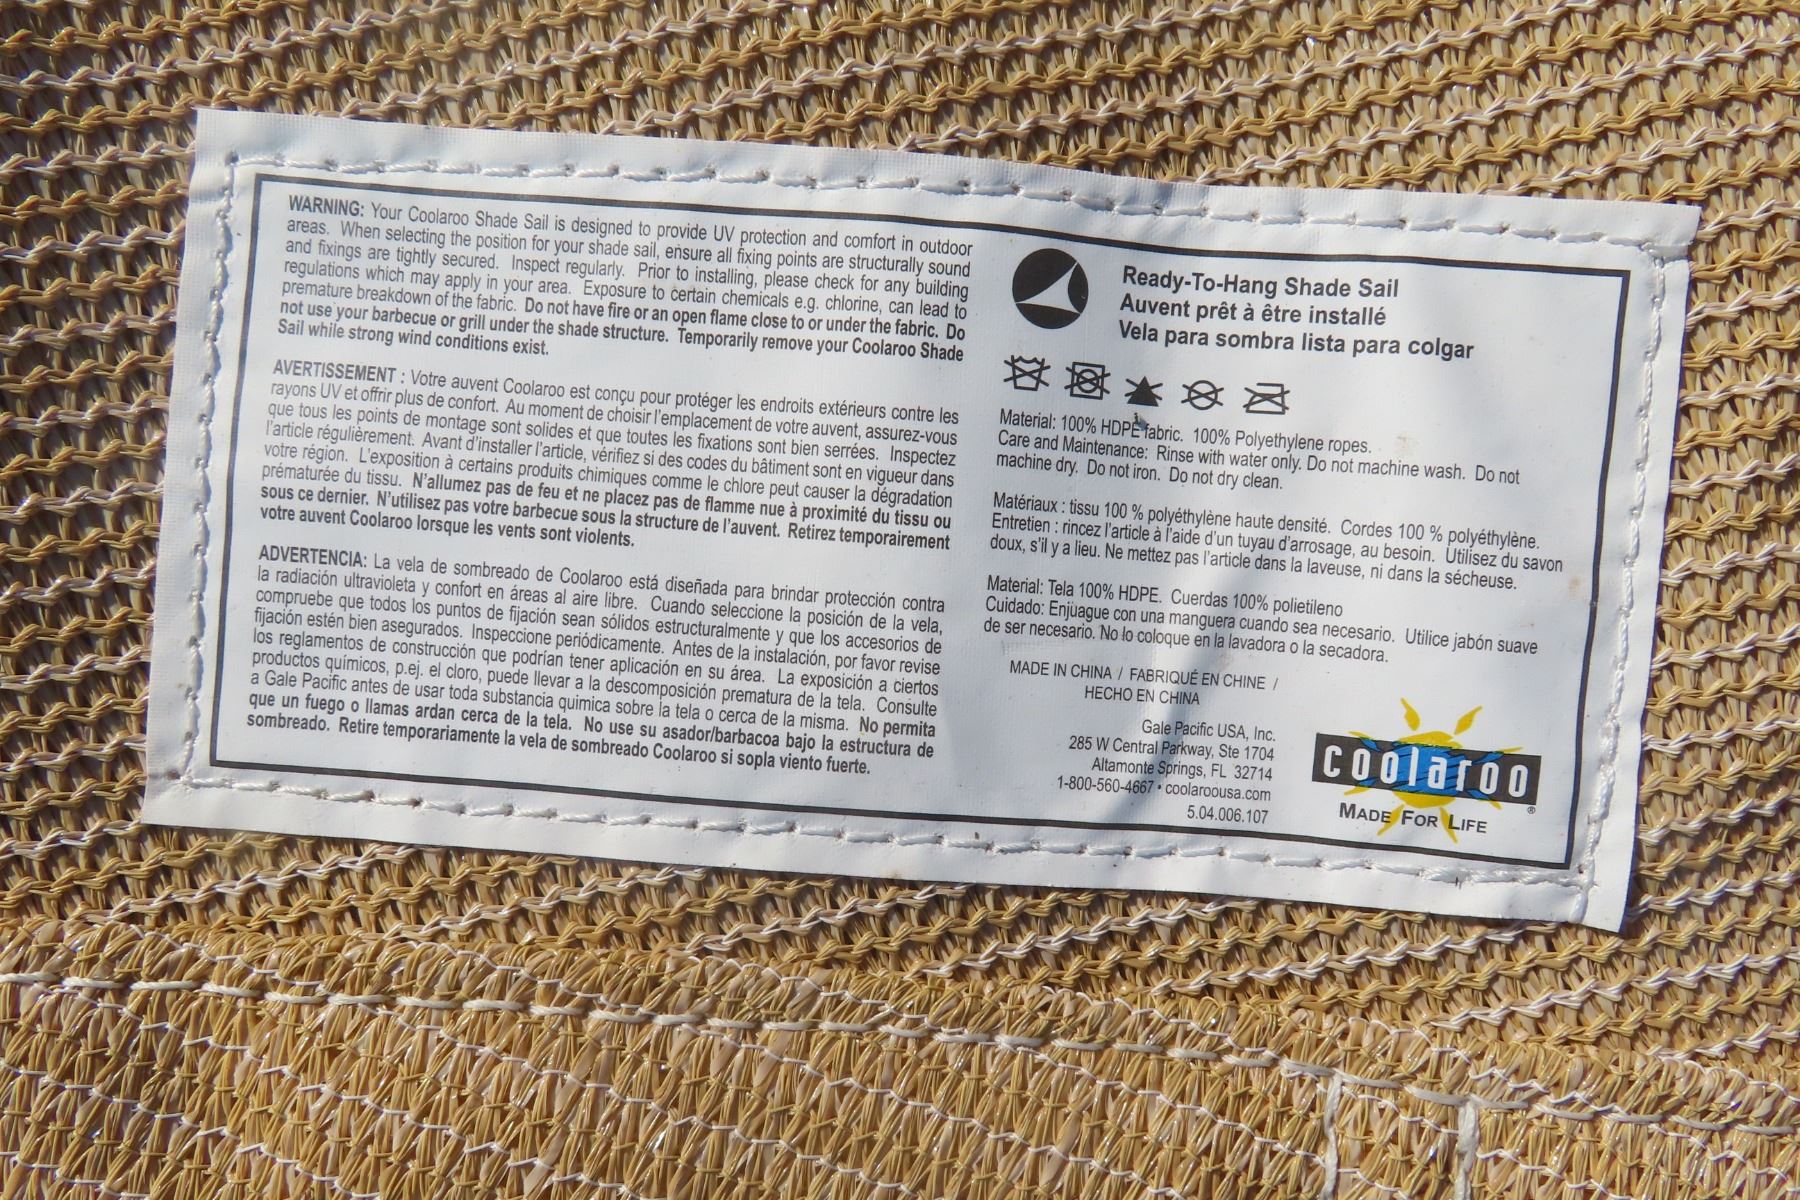 WARNING: Your Coolaroo Shade Sail is designed to provide UV protection and comfort in outdoor
areas. When selecting the position for your shade sail, ensure all fixing points are structurally sound
and fixings are tightly secured. Inspect regularly. Prior to installing, please check for any building
regulations which may apply in your area. Exposure to certain chemicals e.g. chlorine, can lead to
premature breakdown of the fabric. Do not have fire or an open flame close to or under the fabric. Do
not use your barbecue or grill under the shade structure. Temporarily remove your Coolaroo Shade
Sail while strong wind conditions exist.
AVERTISSEMENT : Votre auvent Coolaroo est conçu pour protéger les endroits extérieurs contre les
rayons UV et offrir plus de confort. Au moment de choisir l'emplacement de votre auvent, assurez-vous
que tous les points de montage sont solides et que toutes les fixations sont bien serrées. Inspectez
l'article régulièrement. Avant d'installer l'article, vérifiez si des codes du bâtiment sont en vigueur dans
votre région. L'exposition à certains produits chimiques comme le chlore peut causer la dégradation
prématurée du tissu. N'allumez pas de feu et ne placez pas de flamme nue à proximité du tissu ou
sous ce dernier. N'utilisez pas votre barbecue sous la structure de l'auvent. Retirez temporairement
votre auvent Coolaroo lorsque les vents sont violents.
ADVERTENCIA: La vela de sombreado de Coolaroo está diseñada para brindar protección contra
la radiación ultravioleta y confort en áreas al aire libre. Cuando seleccione la posición de la vela,
compruebe que todos los puntos de fijación sean sólidos estructuralmente y que los accesorios de
fijación estén bien asegurados. Inspeccione periódicamente. Antes de la instalación, por favor revise
los reglamentos de construcción que podrían tener aplicación en su área. La exposición a ciertos
productos químicos, p.ej. el cloro, puede llevar a la descomposición prematura de la tela. Consulte
a Gale Pacific antes de usar toda substancia quimica sobre la tela o cerca de la misma. No permita
que un fuego o llamas ardan cerca de la tela. No use su asador/barbacoa bajo la estructura de
sombreado. Retire temporariamente la vela de sombreado Coolaroo si sopla viento fuerte.
Ready-To-Hang Shade Sail
Auvent prêt à être installé
Vela para sombra lista para colgar
Material: 100% HDPE fabric. 100% Polyethylene ropes.
Care and Maintenance: Rinse with water only. Do not machine wash. Do not
machine dry. Do not iron. Do not dry clean.
Matériaux : tissu 100 % polyéthylène haute densité. Cordes 100 % polyéthylène.
Entretien : rincez l'article à l'aide d'un tuyau d'arrosage, au besoin. Utilisez du savon
doux, s'il y a lieu. Ne mettez pas l'article dans la laveuse, ni dans la sécheuse.
Material: Tela 100% HDPE. Cuerdas 100% polietileno
Cuidado: Enjuague con una manguera cuando sea necesario. Utilice jabón suave
de ser necesario. No lo coloque en la lavadora o la secadora.
MADE IN CHINA / FABRIQUÉ EN CHINE /
HECHO EN CHINA
Gale Pacific USA, Inc.
285 W Central Parkway, Ste 1704
Altamonte Springs, FL 32714
1-800-560-4667 • coolaroousa.com
5.04.006.107
coolaroo®
MADE FOR LIFE